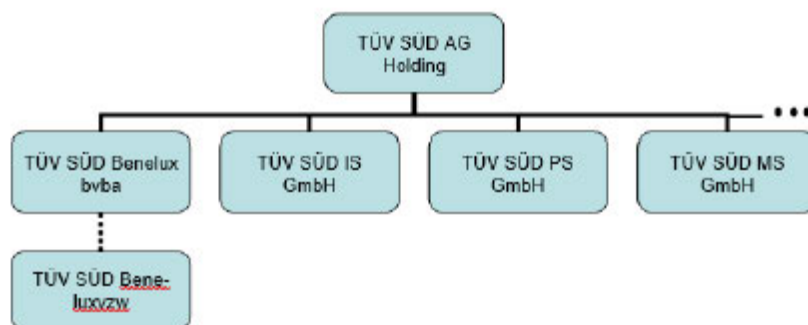 TÜV SÜD AG
Holding
TÜV SÜD Benelux
bvba
TÜV SÜD IS
GmbH
TÜV SÜD PS
GmbH
TÜV SÜD MS
GmbH
...
TÜV SÜD Bene-
luxvzw